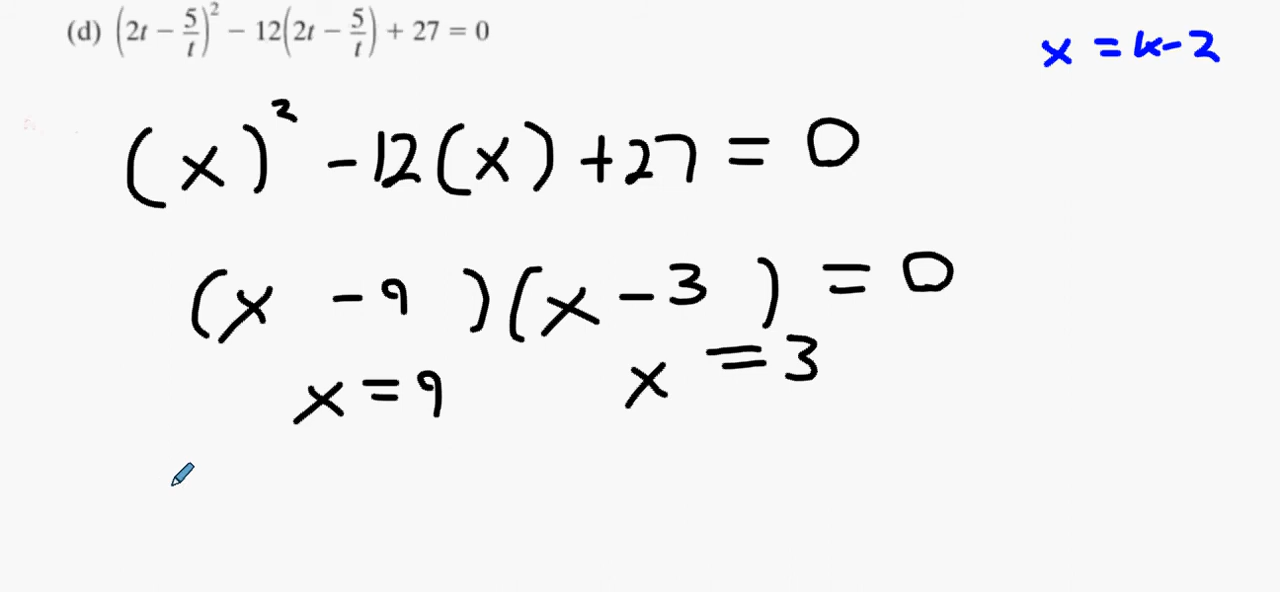 (d) (2t − 5/t)² − 12(2t − 5/t) + 27 = 0
x = k-2
(x)² -12(x) +27 = 0
(x -9 )(x -3 ) = 0
x = 9 x = 3